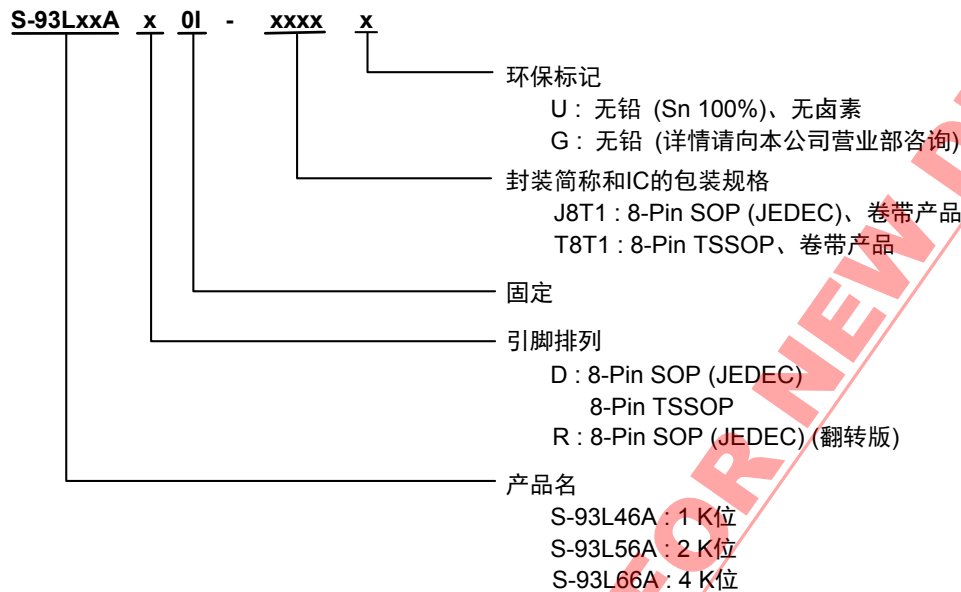 S-93LxxA x 0I - xxxx x
环保标记
U : 无铅 (Sn 100%)、无卤素
G : 无铅 (详情请向本公司营业部咨询)
封装简称和IC的包装规格
J8T1 : 8-Pin SOP (JEDEC)、卷带产品
T8T1 : 8-Pin TSSOP、卷带产品
固定
引脚排列
D : 8-Pin SOP (JEDEC)
8-Pin TSSOP
R : 8-Pin SOP (JEDEC) (翻转版)
产品名
S-93L46A : 1 K位
S-93L56A : 2 K位
S-93L66A : 4 K位
FOR NEW D